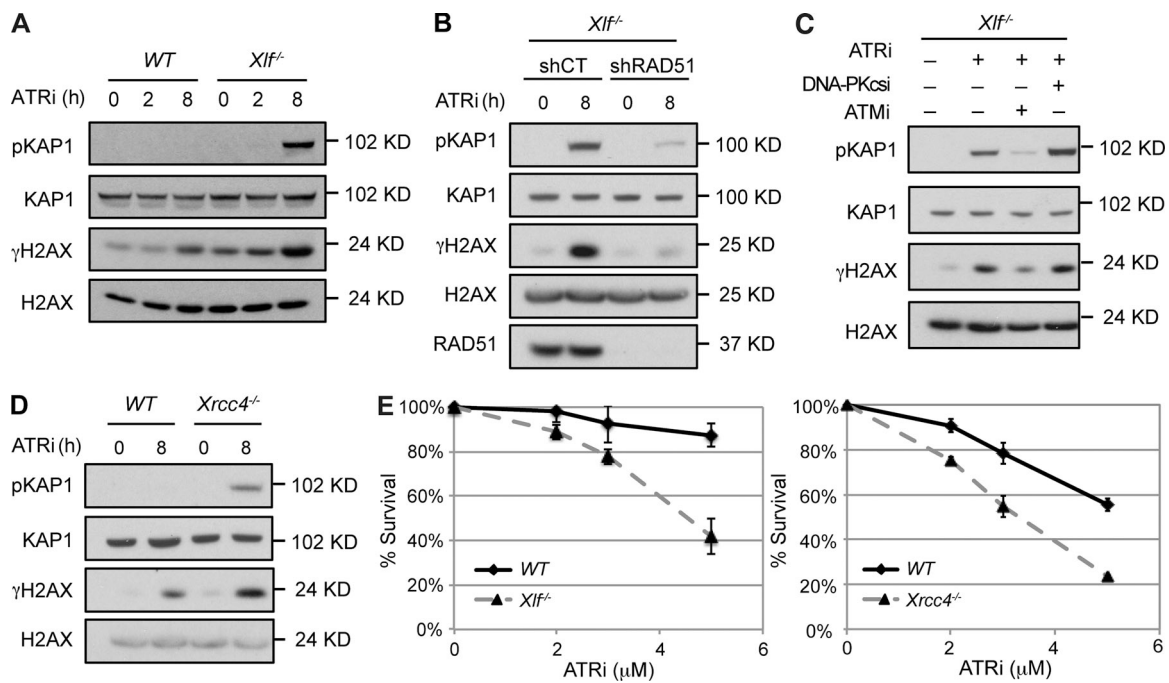 A
WT Xlf-/-
ATRi (h) 0 2 8 0 2 8
pKAP1 102 KD
KAP1 102 KD
γH2AX 24 KD
H2AX 24 KD
B
Xlf-/-
shCT shRAD51
ATRi (h) 0 8 0 8
pKAP1 100 KD
KAP1 100 KD
γH2AX 25 KD
H2AX 25 KD
RAD51 37 KD
C
Xlf-/-
ATRi – + + +
DNA-PKcsi – – – +
ATMi – – + –
pKAP1 102 KD
KAP1 102 KD
γH2AX 24 KD
H2AX 24 KD
D
WT Xrcc4-/-
ATRi (h) 0 8 0 8
pKAP1 102 KD
KAP1 102 KD
γH2AX 24 KD
H2AX 24 KD
E
% Survival
100%
80%
60%
40%
20%
0%
WT
Xlf-/-
0 2 4 6
ATRi (μM)
% Survival
100%
80%
60%
40%
20%
0%
WT
Xrcc4-/-
0 2 4 6
ATRi (μM)